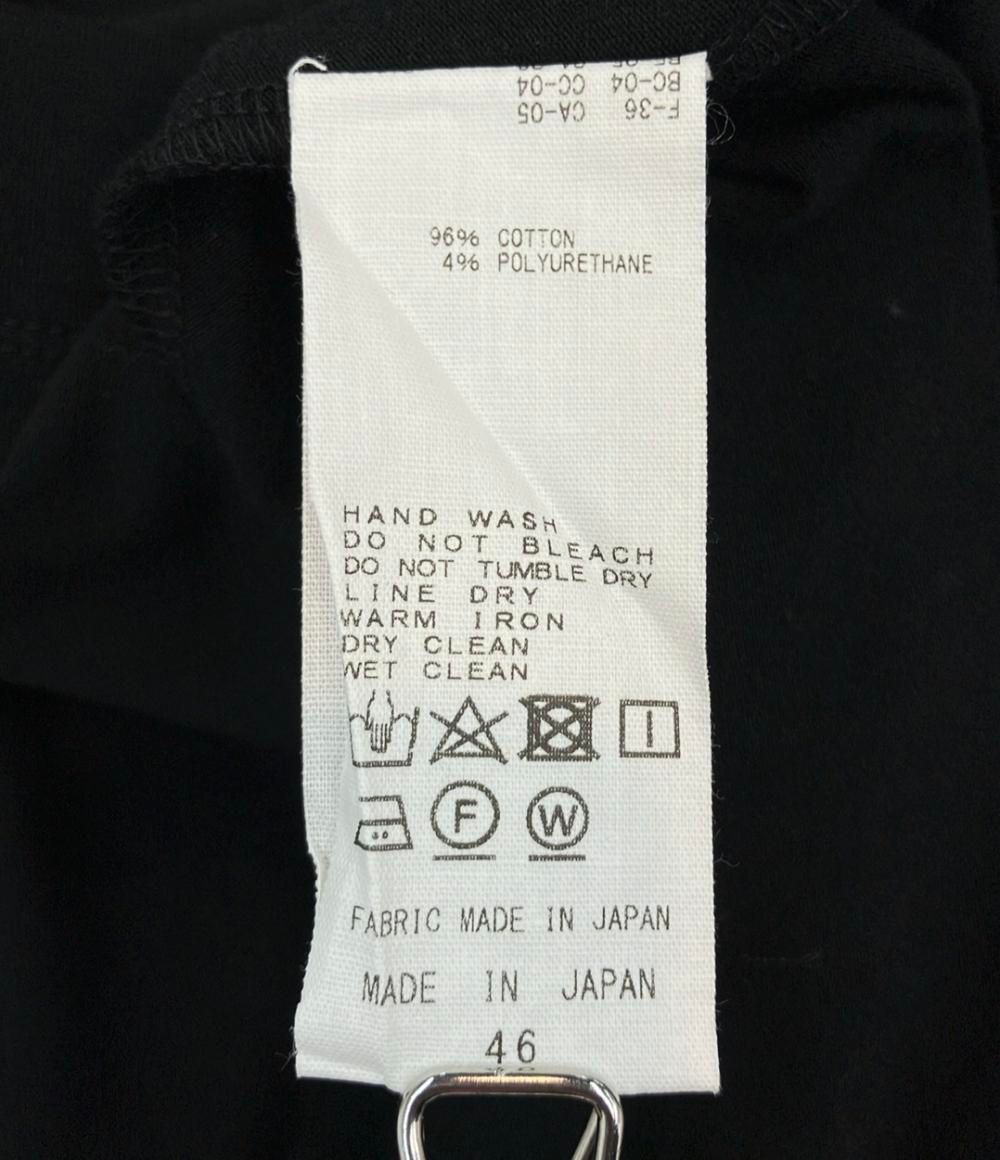 F-36 CA-05
BC-04 CC-04
96% COTTON
4% POLYURETHANE
HAND WASH
DO NOT BLEACH
DO NOT TUMBLE DRY
LINE DRY
WARM IRON
DRY CLEAN
WET CLEAN
F W
FABRIC MADE IN JAPAN
MADE IN JAPAN
46